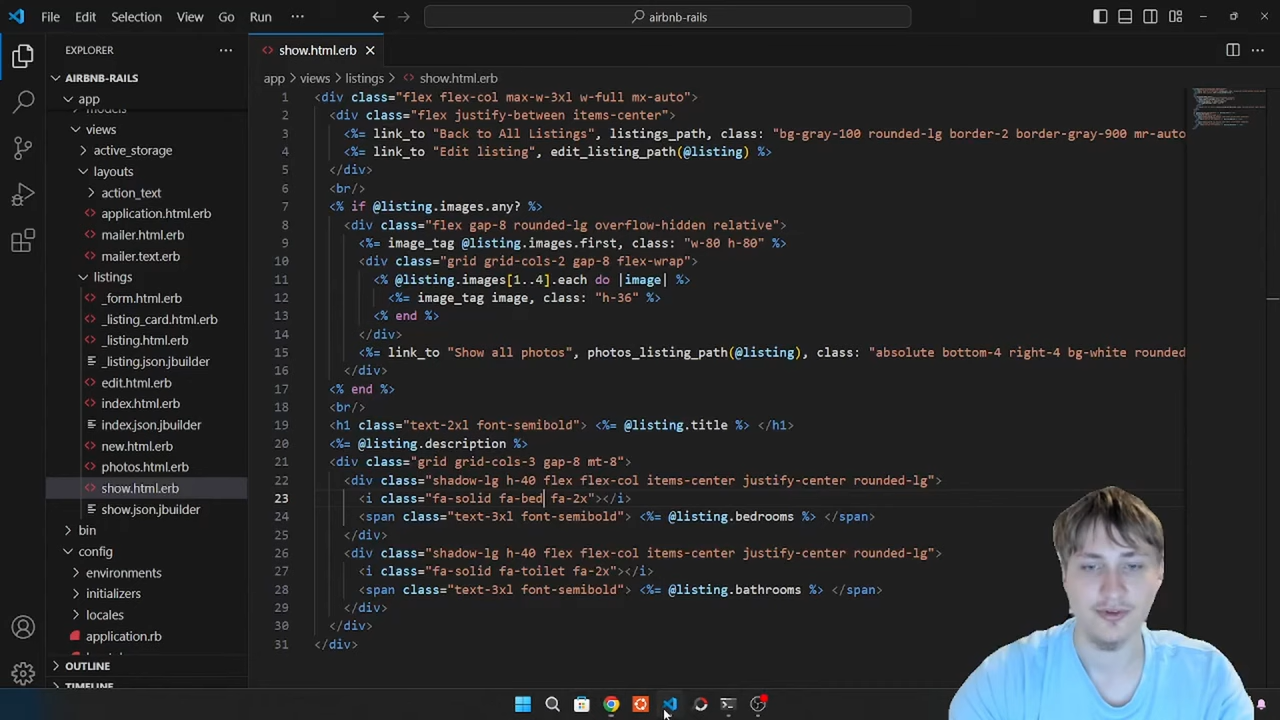 File Edit Selection View Go Run ··· airbnb-rails
EXPLORER ···
AIRBNB-RAILS
app
views
active_storage
layouts
action_text
application.html.erb
mailer.html.erb
mailer.text.erb
listings
_form.html.erb
_listing_card.html.erb
_listing.html.erb
_listing.json.jbuilder
edit.html.erb
index.html.erb
index.json.jbuilder
new.html.erb
photos.html.erb
show.html.erb
show.json.jbuilder
bin
config
environments
initializers
locales
application.rb
OUTLINE
TIMELINE
show.html.erb
app > views > listings > show.html.erb
1 <div class="flex flex-col max-w-3xl w-full mx-auto">
2 <div class="flex justify-between items-center">
3 <%= link_to "Back to All Listings", listings_path, class: "bg-gray-100 rounded-lg border-2 border-gray-900 mr-auto
4 <%= link_to "Edit listing", edit_listing_path(@listing) %>
5 </div>
6 <br/>
7 <% if @listing.images.any? %>
8 <div class="flex gap-8 rounded-lg overflow-hidden relative">
9 <%= image_tag @listing.images.first, class: "w-80 h-80" %>
10 <div class="grid grid-cols-2 gap-8 flex-wrap">
11 <% @listing.images[1..4].each do |image| %>
12 <%= image_tag image, class: "h-36" %>
13 <% end %>
14 </div>
15 <%= link_to "Show all photos", photos_listing_path(@listing), class: "absolute bottom-4 right-4 bg-white rounded
16 </div>
17 <% end %>
18 <br/>
19 <h1 class="text-2xl font-semibold"> <%= @listing.title %> </h1>
20 <%= @listing.description %>
21 <div class="grid grid-cols-3 gap-8 mt-8">
22 <div class="shadow-lg h-40 flex flex-col items-center justify-center rounded-lg">
23 <i class="fa-solid fa-bed fa-2x"></i>
24 <span class="text-3xl font-semibold"> <%= @listing.bedrooms %> </span>
25 </div>
26 <div class="shadow-lg h-40 flex flex-col items-center justify-center rounded-lg">
27 <i class="fa-solid fa-toilet fa-2x"></i>
28 <span class="text-3xl font-semibold"> <%= @listing.bathrooms %> </span>
29 </div>
30 </div>
31 </div>